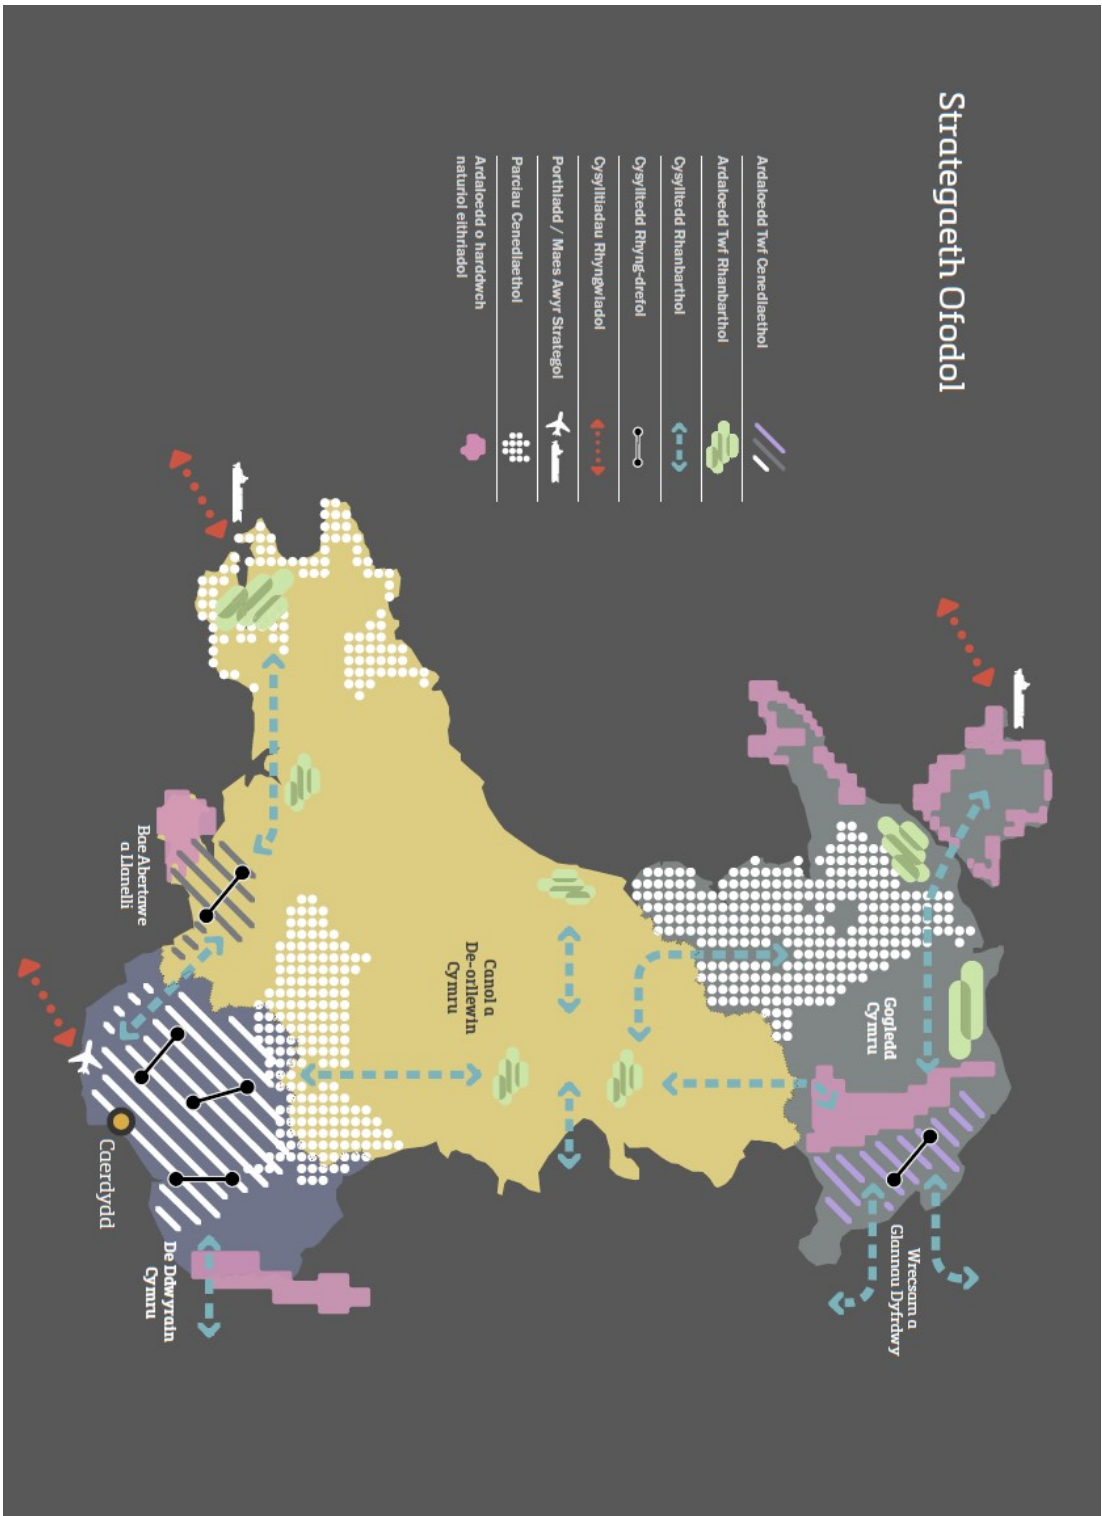 Strategaeth Ofodol
Ardaloedd Twf Cenedlaethol
Ardaloedd Twf Rhanbarthol
Cysylltedd Rhanbarthol
Cysylltedd Rhyng-drefol
Cysylltiadau Rhyngwladol
Porthladd / Maes Awyr Strategol
Parciau Cenedlaethol
Ardaloedd o harddwch
naturiol eithriadol
Gogledd
Cymru
Wrecsam a
Glannau Dyfrdwy
Canol a
De-orllewin
Cymru
Bae Abertawe
a Llanelli
Caerdydd
De Ddwyrain
Cymru